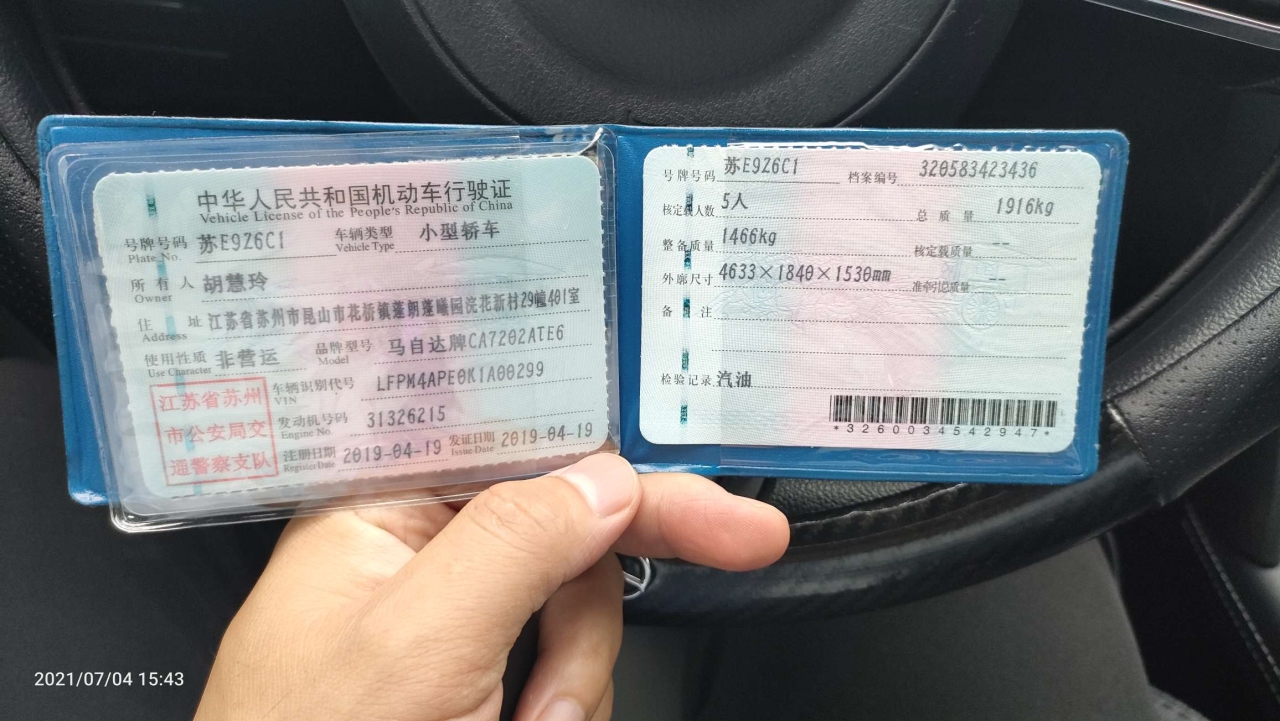 中华人民共和国机动车行驶证
Vehicle License of the People's Republic of China
号牌号码 苏E9Z6C1 车辆类型 小型轿车
Plate No. Vehicle Type
所有人 胡慧玲
Owner
住址 江苏省苏州市昆山市花桥镇蓬朗蓬曦园浣花新村29幢401室
Address
使用性质 非营运 品牌型号 马自达牌CA7202ATE6
Use Character Model
江苏省苏州
市公安局交
通警察支队
车辆识别代号 LFPM4APE0K1A00299
VIN
发动机号码 31326215
Engine No.
注册日期 2019-04-19 发证日期 2019-04-19
Register Date Issue Date
号牌号码 苏E9Z6C1 档案编号 320583423436
核定载人数 5人 总质量 1916kg
整备质量 1466kg 核定载质量 --
外廓尺寸 4633×1840×1530mm 准牵引总质量 --
备注
检验记录 汽油
*3260034542947*
2021/07/04 15:43